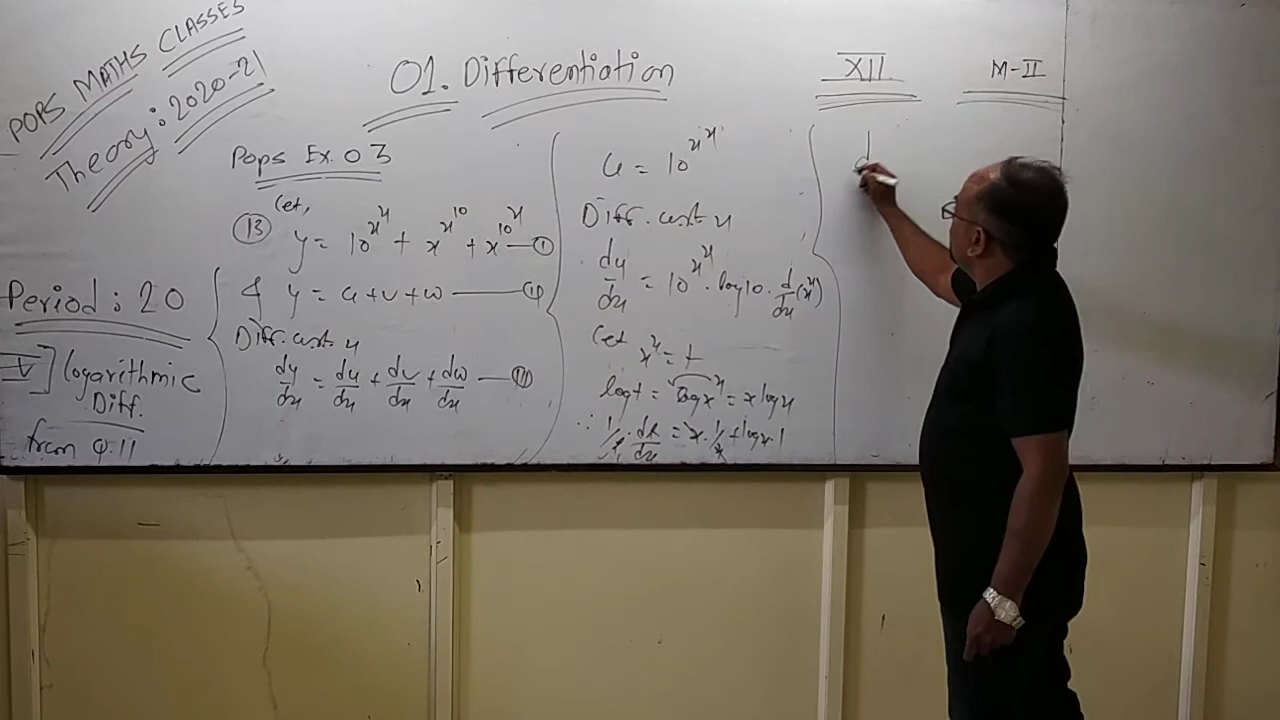 POPS MATHS CLASSES
Theory: 2020-21
01. Differentiation
XII
M-II
Period: 20
V] Logarithmic
Diff.
from Q.11
Pops Ex. 03
Let,
(13) y = 10^x^x + x^x^10 + x^10^x — (I)
& y = u + v + w — (II)
Diff. w.r.t. x
dy/dx = du/dx + dv/dx + dw/dx — (III)
u = 10^x^x
Diff. w.r.t. x
du/dx = 10^x^x · log10 · d/dx (x^x)
Let
x^x = t
log t = log x^x = x log x
∴ 1/t · dt/dx = x · 1/x + log x · 1
d